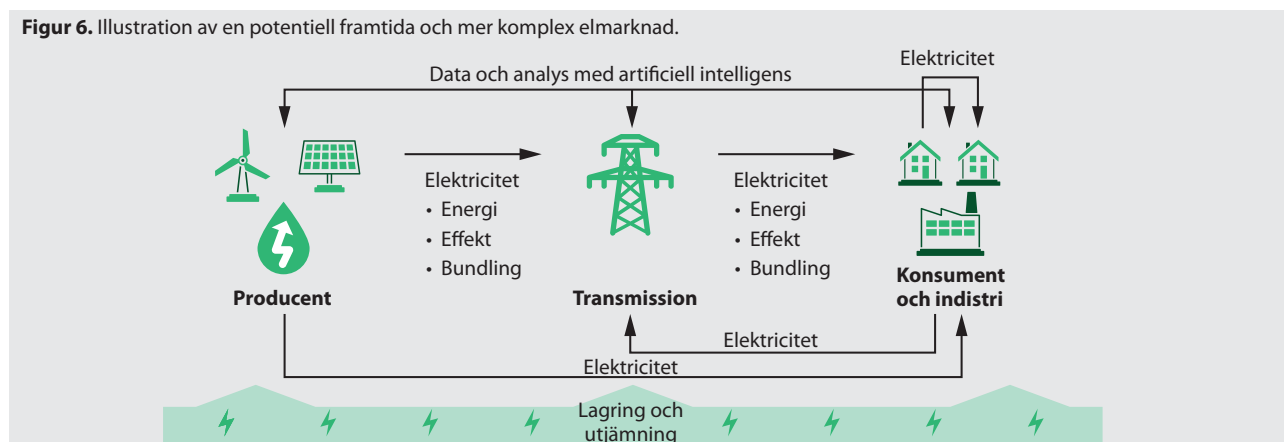 Figur 6. Illustration av en potentiell framtida och mer komplex elmarknad.
Elektricitet
Data och analys med artificiell intelligens
Elektricitet
• Energi
• Effekt
• Bundling
Elektricitet
• Energi
• Effekt
• Bundling
Producent
Transmission
Konsument
och indistri
Elektricitet
Elektricitet
Lagring och
utjämning